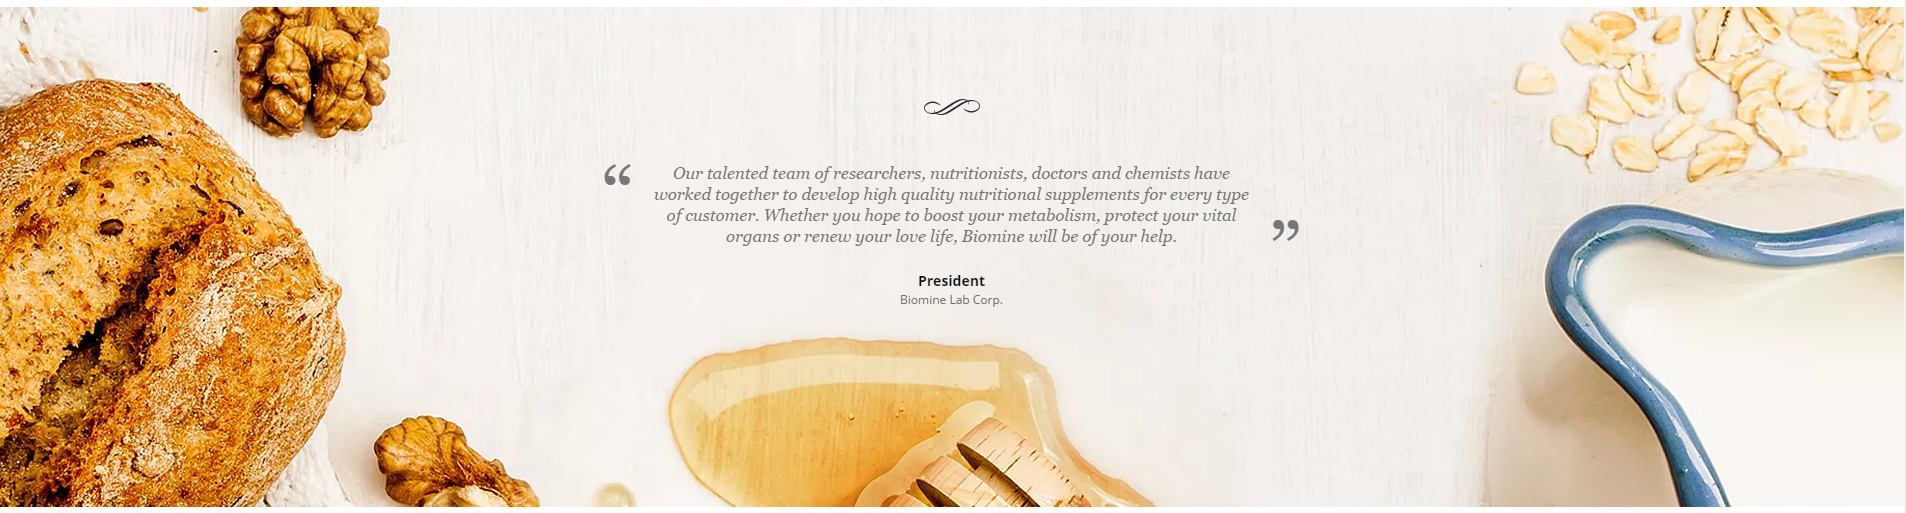 “ Our talented team of researchers, nutritionists, doctors and chemists have
worked together to develop high quality nutritional supplements for every type
of customer. Whether you hope to boost your metabolism, protect your vital
organs or renew your love life, Biomine will be of your help. ”
President
Biomine Lab Corp.